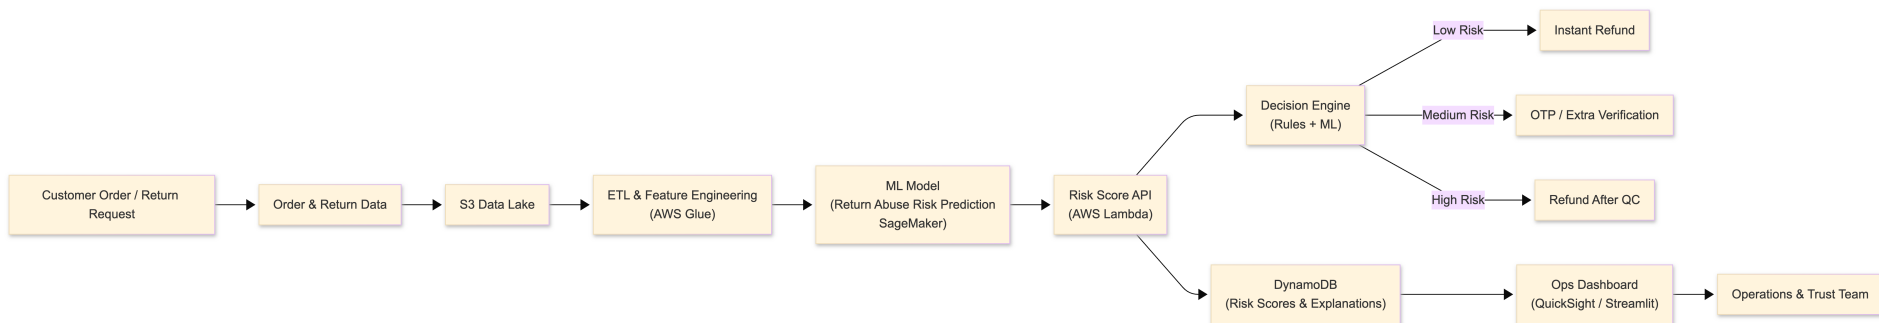 Customer Order / Return
Request
Order & Return Data
S3 Data Lake
ETL & Feature Engineering
(AWS Glue)
ML Model
(Return Abuse Risk Prediction
SageMaker)
Risk Score API
(AWS Lambda)
Decision Engine
(Rules + ML)
Low Risk
Instant Refund
Medium Risk
OTP / Extra Verification
High Risk
Refund After QC
DynamoDB
(Risk Scores & Explanations)
Ops Dashboard
(QuickSight / Streamlit)
Operations & Trust Team